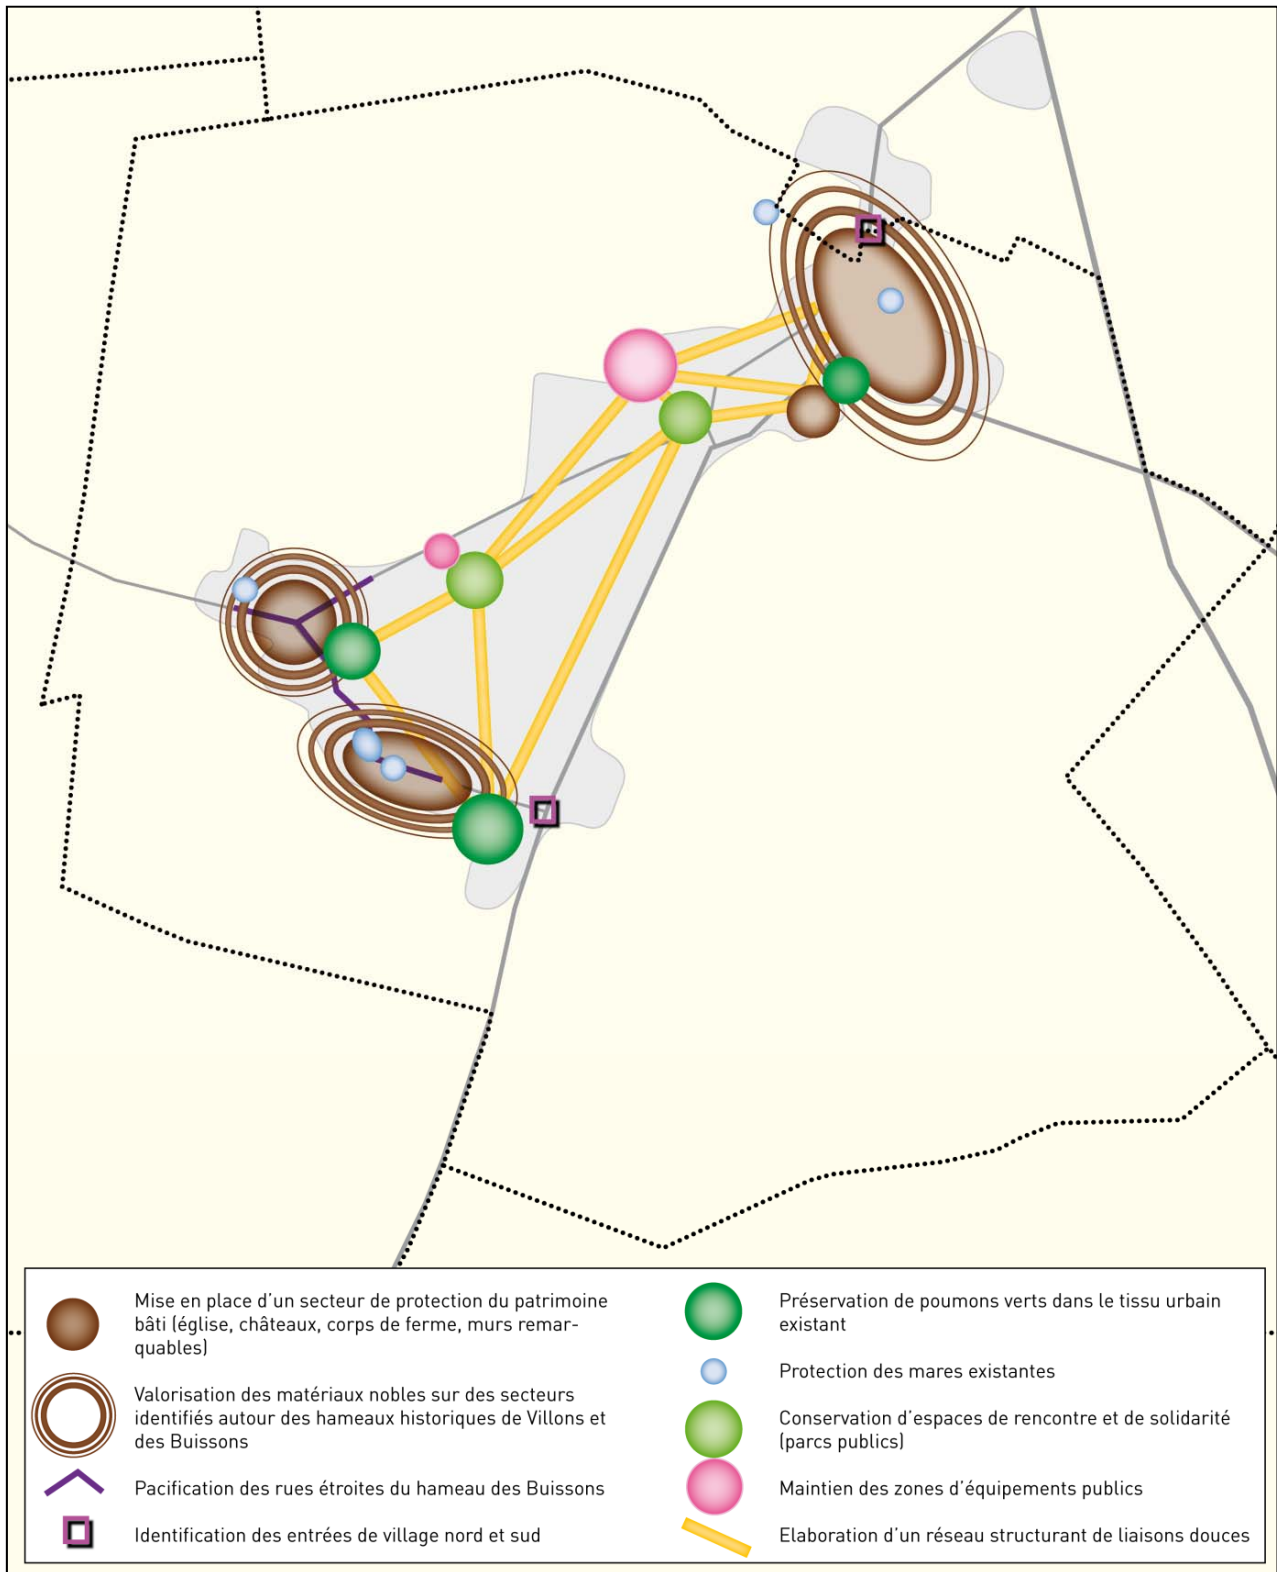 Mise en place d'un secteur de protection du patrimoine
bâti (église, châteaux, corps de ferme, murs remar-
quables)
Valorisation des matériaux nobles sur des secteurs
identifiés autour des hameaux historiques de Villons et
des Buissons
Pacification des rues étroites du hameau des Buissons
Identification des entrées de village nord et sud
Préservation de poumons verts dans le tissu urbain
existant
Protection des mares existantes
Conservation d'espaces de rencontre et de solidarité
(parcs publics)
Maintien des zones d'équipements publics
Elaboration d'un réseau structurant de liaisons douces